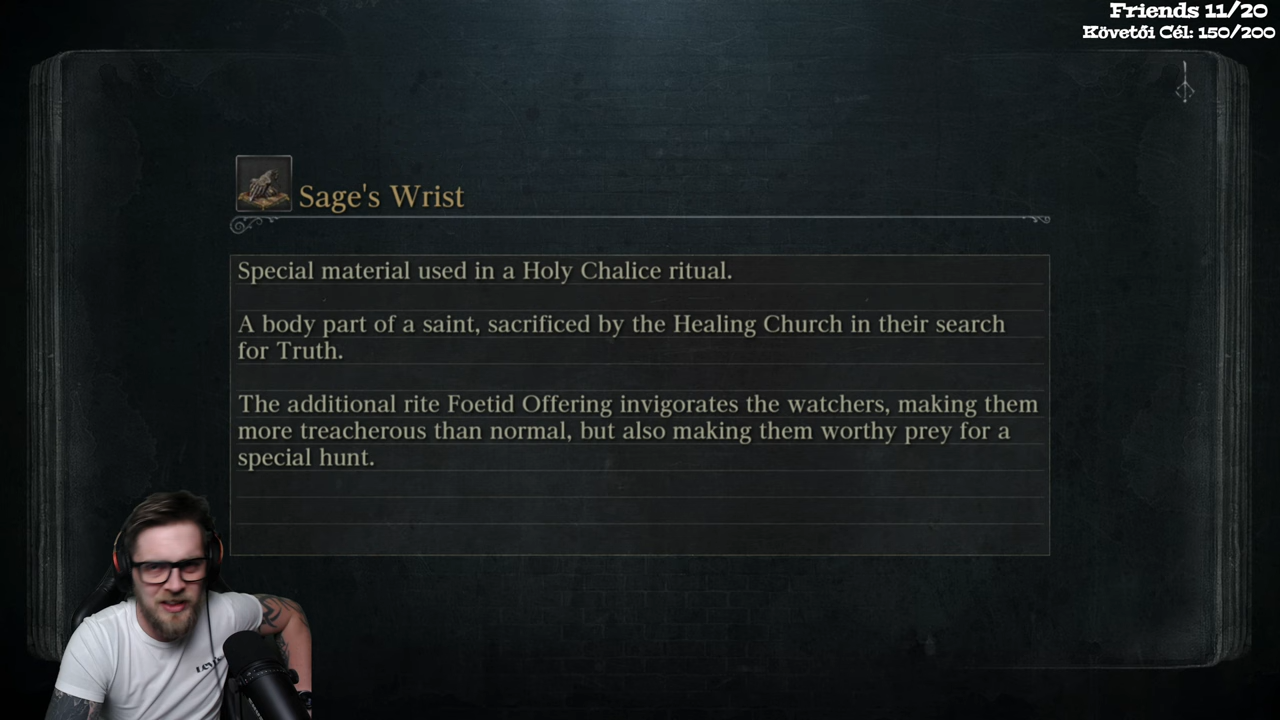 Friends 11/20
Követői Cél: 150/200
Sage's Wrist
Special material used in a Holy Chalice ritual.
A body part of a saint, sacrificed by the Healing Church in their search
for Truth.
The additional rite Foetid Offering invigorates the watchers, making them
more treacherous than normal, but also making them worthy prey for a
special hunt.